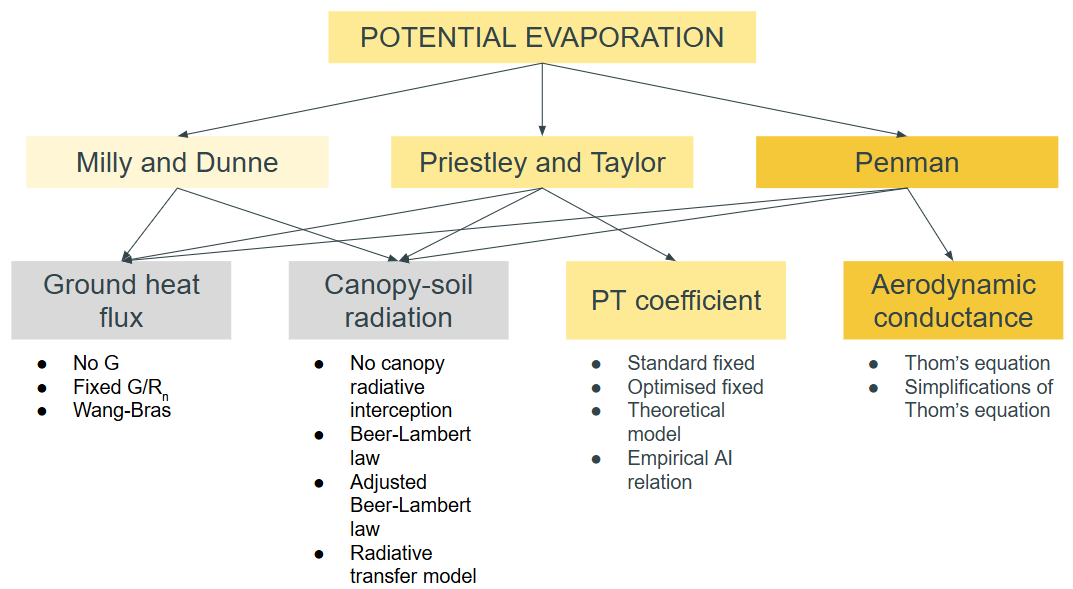 POTENTIAL EVAPORATION
Milly and Dunne
Priestley and Taylor
Penman
Ground heat
flux
● No G
● Fixed G/Rn
● Wang-Bras
Canopy-soil
radiation
● No canopy
radiative
interception
● Beer-Lambert
law
● Adjusted
Beer-Lambert
law
● Radiative
transfer model
PT coefficient
● Standard fixed
● Optimised fixed
● Theoretical
model
● Empirical AI
relation
Aerodynamic
conductance
● Thom’s equation
● Simplifications of
Thom’s equation